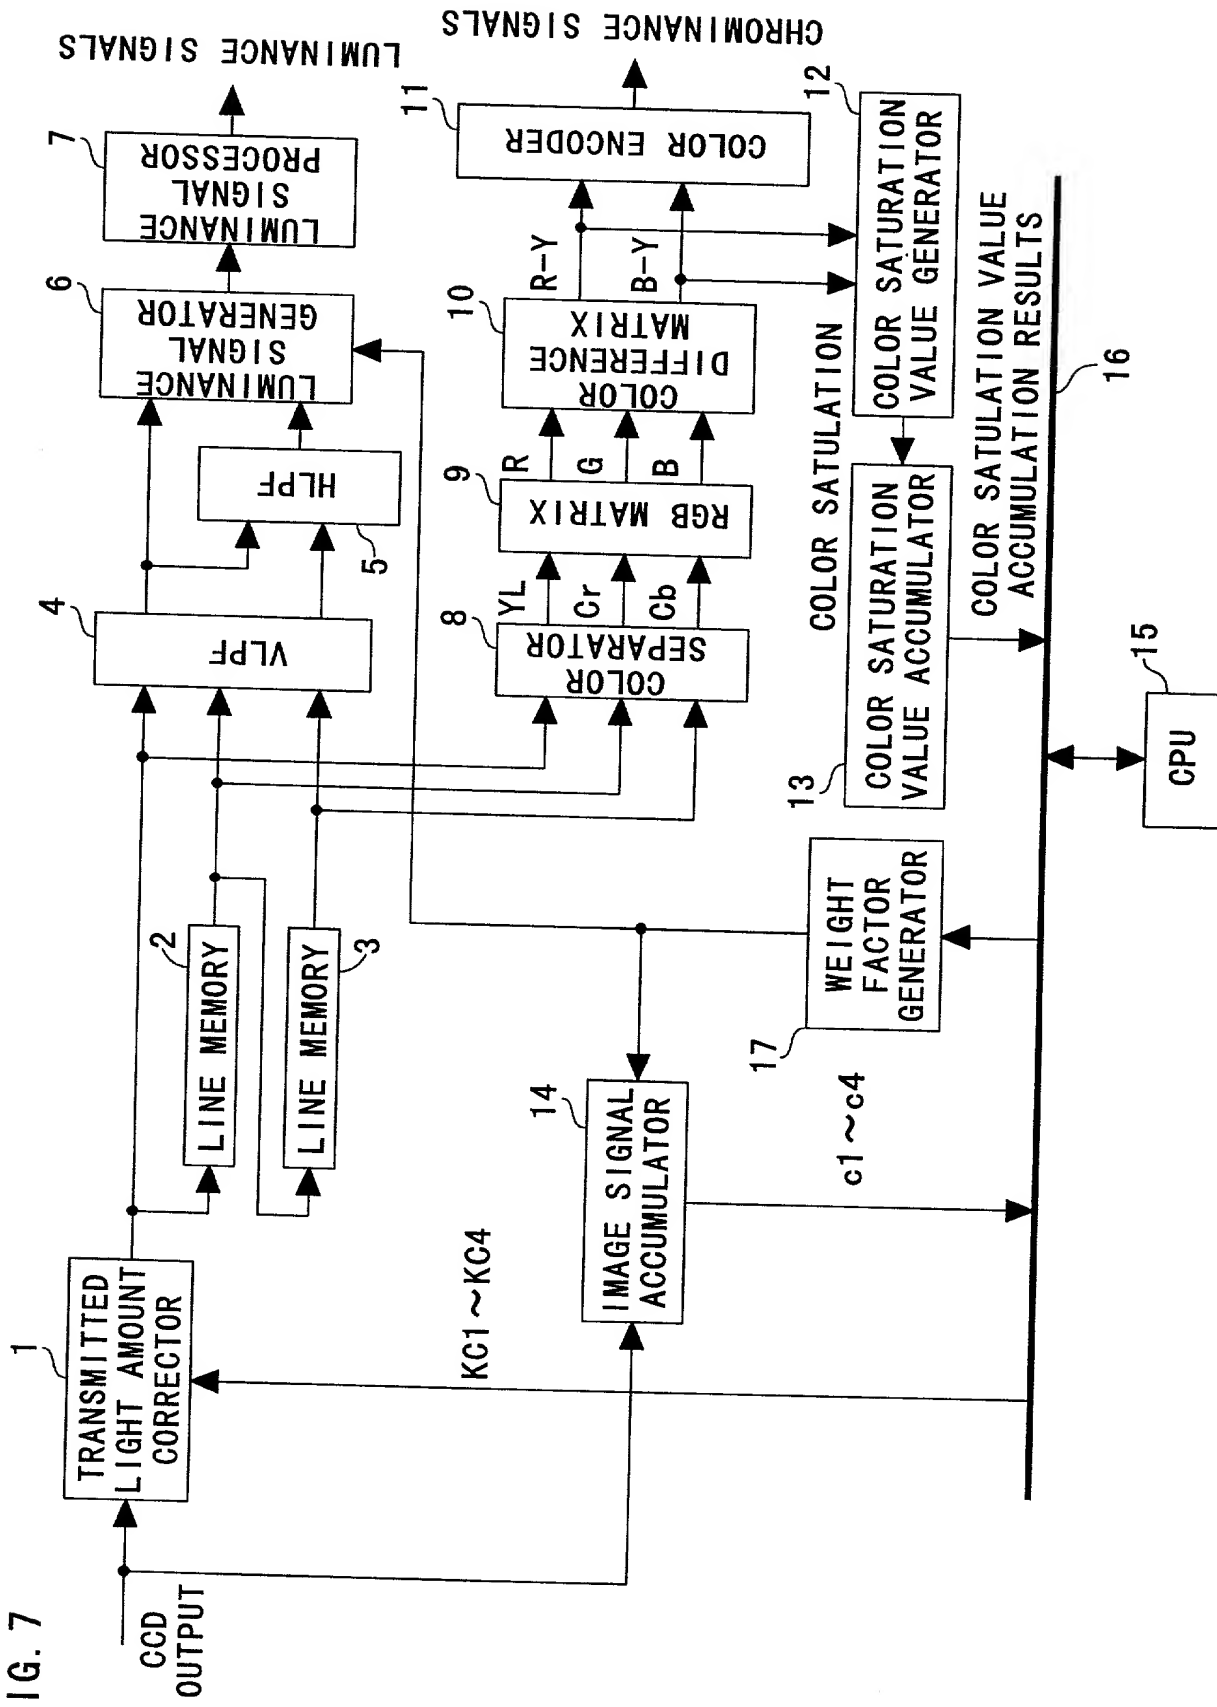 IG. 7
CCD
OUTPUT
1
TRANSMITTED
LIGHT AMOUNT
CORRECTOR
2
LINE MEMORY
3
LINE MEMORY
4
VLPF
5
HLPF
6
LUMINANCE
SIGNAL
GENERATOR
7
LUMINANCE
SIGNAL
PROCESSOR
LUMINANCE SIGNALS
8
COLOR
SEPARATOR
YL
Cr
Cb
9
RGB MATRIX
R
G
B
10
COLOR
DIFFERENCE
MATRIX
R-Y
B-Y
11
COLOR ENCODER
CHROMINANCE SIGNALS
12
COLOR SATURATION
VALUE GENERATOR
COLOR SATULATION
13
COLOR SATURATION
VALUE ACCUMULATOR
COLOR SATULATION VALUE
ACCUMULATION RESULTS
14
IMAGE SIGNAL
ACCUMULATOR
KC1~KC4
c1~c4
17
WEIGHT
FACTOR
GENERATOR
15
CPU
16